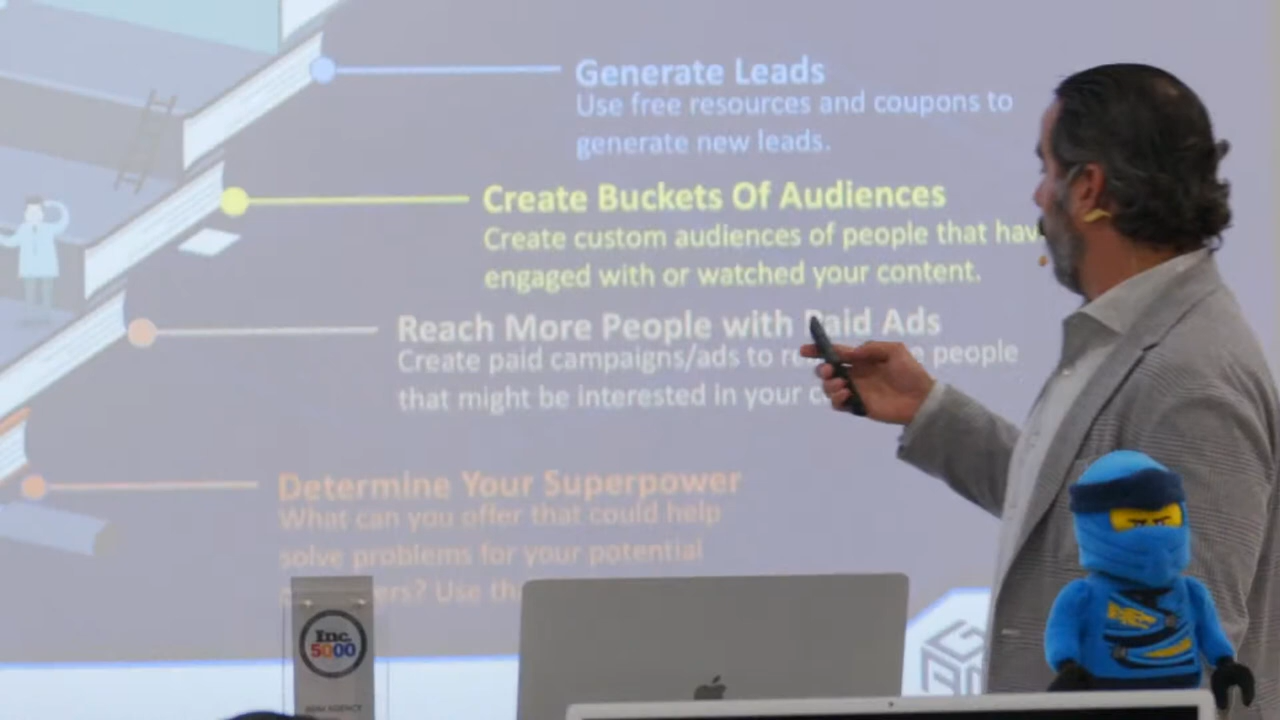 Generate Leads
Use free resources and coupons to
generate new leads.
Create Buckets Of Audiences
Create custom audiences of people that hav
engaged with or watched your content.
Reach More People with Paid Ads
Create paid campaigns/ads to people
that might be interested in your
Determine Your Superpower
What can you offer that could help
solve problems for your potential
Use
Inc.
5000
AGENCY